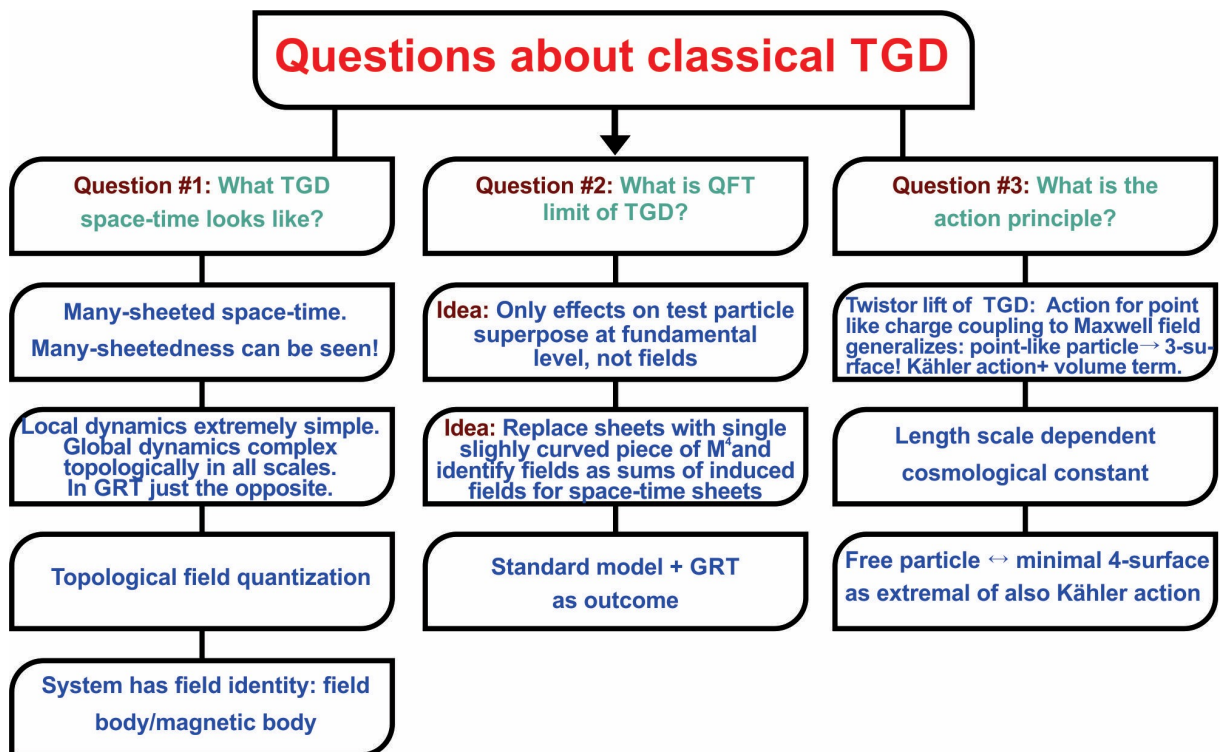 Questions about classical TGD
Question #1: What TGD
space-time looks like?
Many-sheeted space-time.
Many-sheetedness can be seen!
Local dynamics extremely simple.
Global dynamics complex
topologically in all scales.
In GRT just the opposite.
Topological field quantization
System has field identity: field
body/magnetic body
Question #2: What is QFT
limit of TGD?
Idea: Only effects on test particle
superpose at fundamental
level, not fields
Idea: Replace sheets with single
slighly curved piece of M⁴and
identify fields as sums of induced
fields for space-time sheets
Standard model + GRT
as outcome
Question #3: What is the
action principle?
Twistor lift of TGD: Action for point
like charge coupling to Maxwell field
generalizes: point-like particle→ 3-su-
rface! Kähler action+ volume term.
Length scale dependent
cosmological constant
Free particle ↔ minimal 4-surface
as extremal of also Kähler action